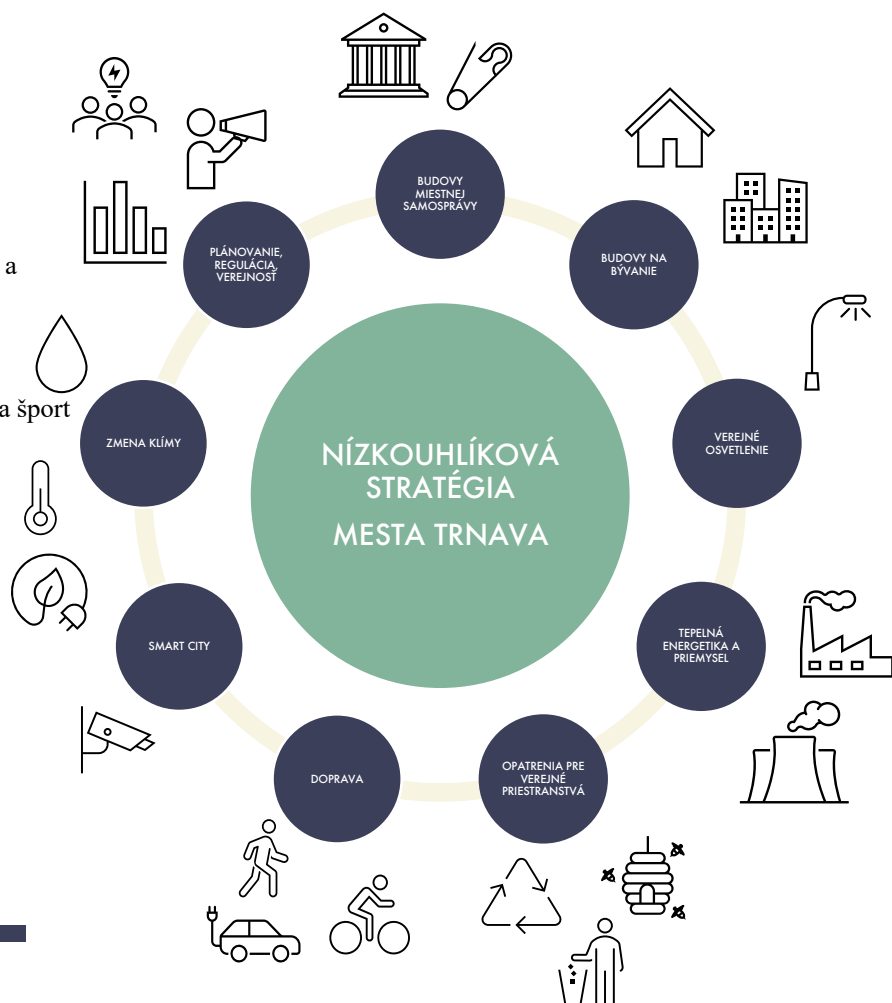 BUDOVY
MIESTNEJ
SAMOSPRÁVY
PLÁNOVANIE,
REGULÁCIA,
VEREJNOSŤ
BUDOVY NA
BÝVANIE
a
a šport
ZMENA KLÍMY
VEREJNÉ
OSVETLENIE
NÍZKOUHLÍKOVÁ
STRATÉGIA
MESTA TRNAVA
SMART CITY
TEPELNÁ
ENERGETIKA A
PRIEMYSEL
DOPRAVA
OPATRENIA PRE
VEREJNÉ
PRIESTRANSTVÁ